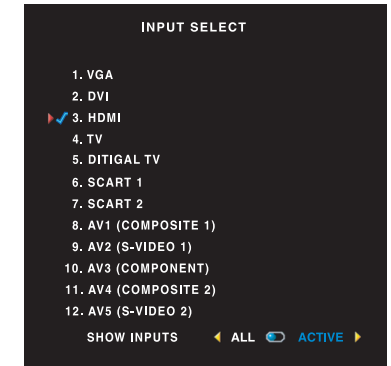 INPUT SELECT
1. VGA
2. DVI
3. HDMI
4. TV
5. DITIGAL TV
6. SCART 1
7. SCART 2
8. AV1 (COMPOSITE 1)
9. AV2 (S-VIDEO 1)
10. AV3 (COMPONENT)
11. AV4 (COMPOSITE 2)
12. AV5 (S-VIDEO 2)
SHOW INPUTS ALL ACTIVE